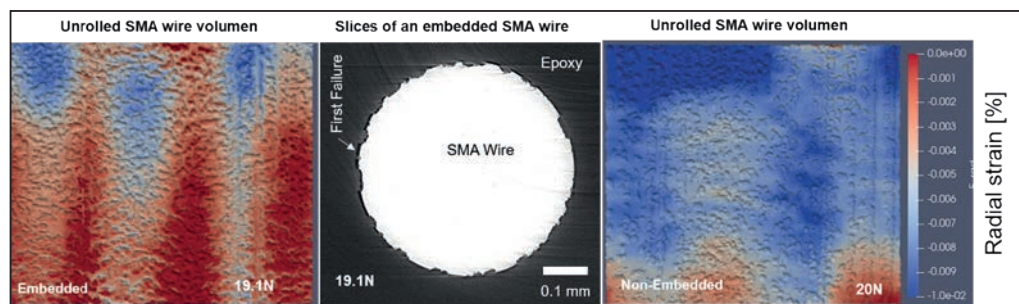 Unrolled SMA wire volumen
Slices of an embedded SMA wire
Unrolled SMA wire volumen
Embedded
19.1N
First Failure
Epoxy
SMA Wire
19.1N
0.1 mm
Non-Embedded
20N
0.0e+00
-0.001
-0.002
-0.003
-0.004
-0.005
-0.006
-0.007
-0.008
-0.009
-1.0e-02
Radial strain [%]